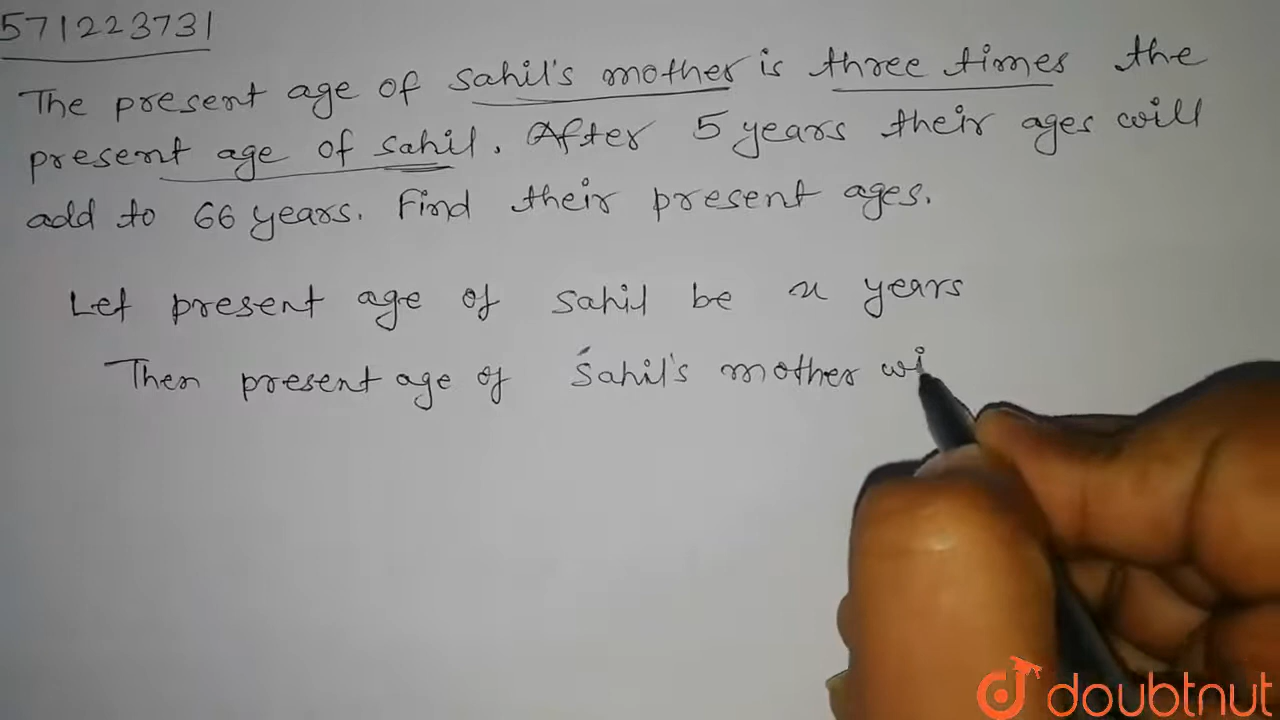 571223731
The present age of Sahil's mother is three times the
present age of Sahil. After 5 years their ages will
add to 66 years. Find their present ages.
Let present age of Sahil be x years
Then present age of Sahil's mother wi
doubtnut